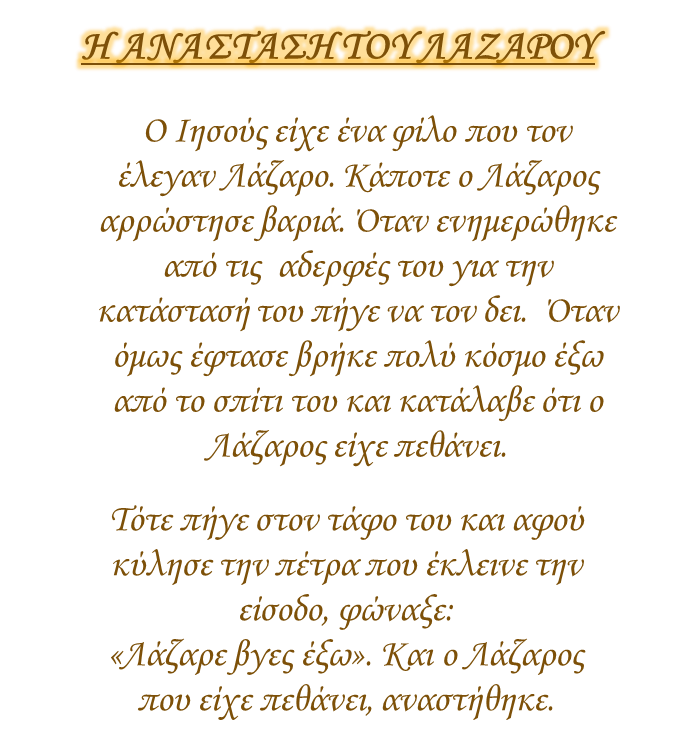 Η ΑΝΑΣΤΑΣΗ ΤΟΥ ΛΑΖΑΡΟΥ
Ο Ιησούς είχε ένα φίλο που τον
έλεγαν Λάζαρο. Κάποτε ο Λάζαρος
αρρώστησε βαριά. Όταν ενημερώθηκε
από τις αδερφές του για την
κατάστασή του πήγε να τον δει. Όταν
όμως έφτασε βρήκε πολύ κόσμο έξω
από το σπίτι του και κατάλαβε ότι ο
Λάζαρος είχε πεθάνει.
Τότε πήγε στον τάφο του και αφού
κύλησε την πέτρα που έκλεινε την
είσοδο, φώναξε:
«Λάζαρε βγες έξω». Και ο Λάζαρος
που είχε πεθάνει, αναστήθηκε.